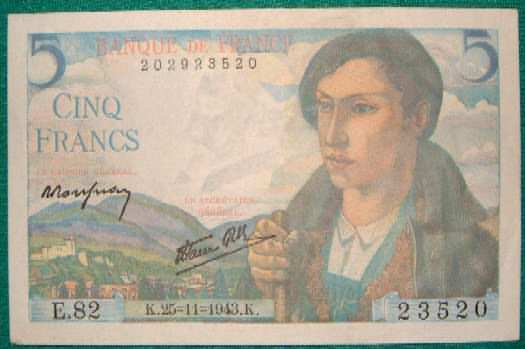 5 BANQUE DE FRANCE 5
202923520
CINQ
FRANCS
LE CAISSIER GÉNÉRAL,
LE SECRÉTAIRE
GÉNÉRAL,
E.82 K.25=11=1943.K. 23520